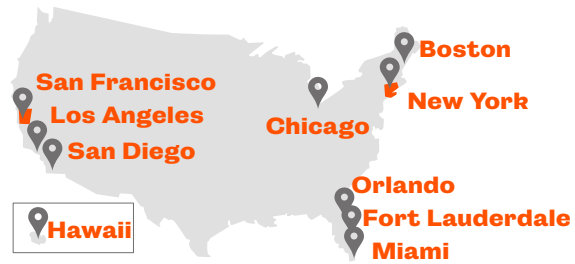 Boston
San Francisco
New York
Los Angeles
Chicago
San Diego
Orlando
Fort Lauderdale
Hawaii
Miami